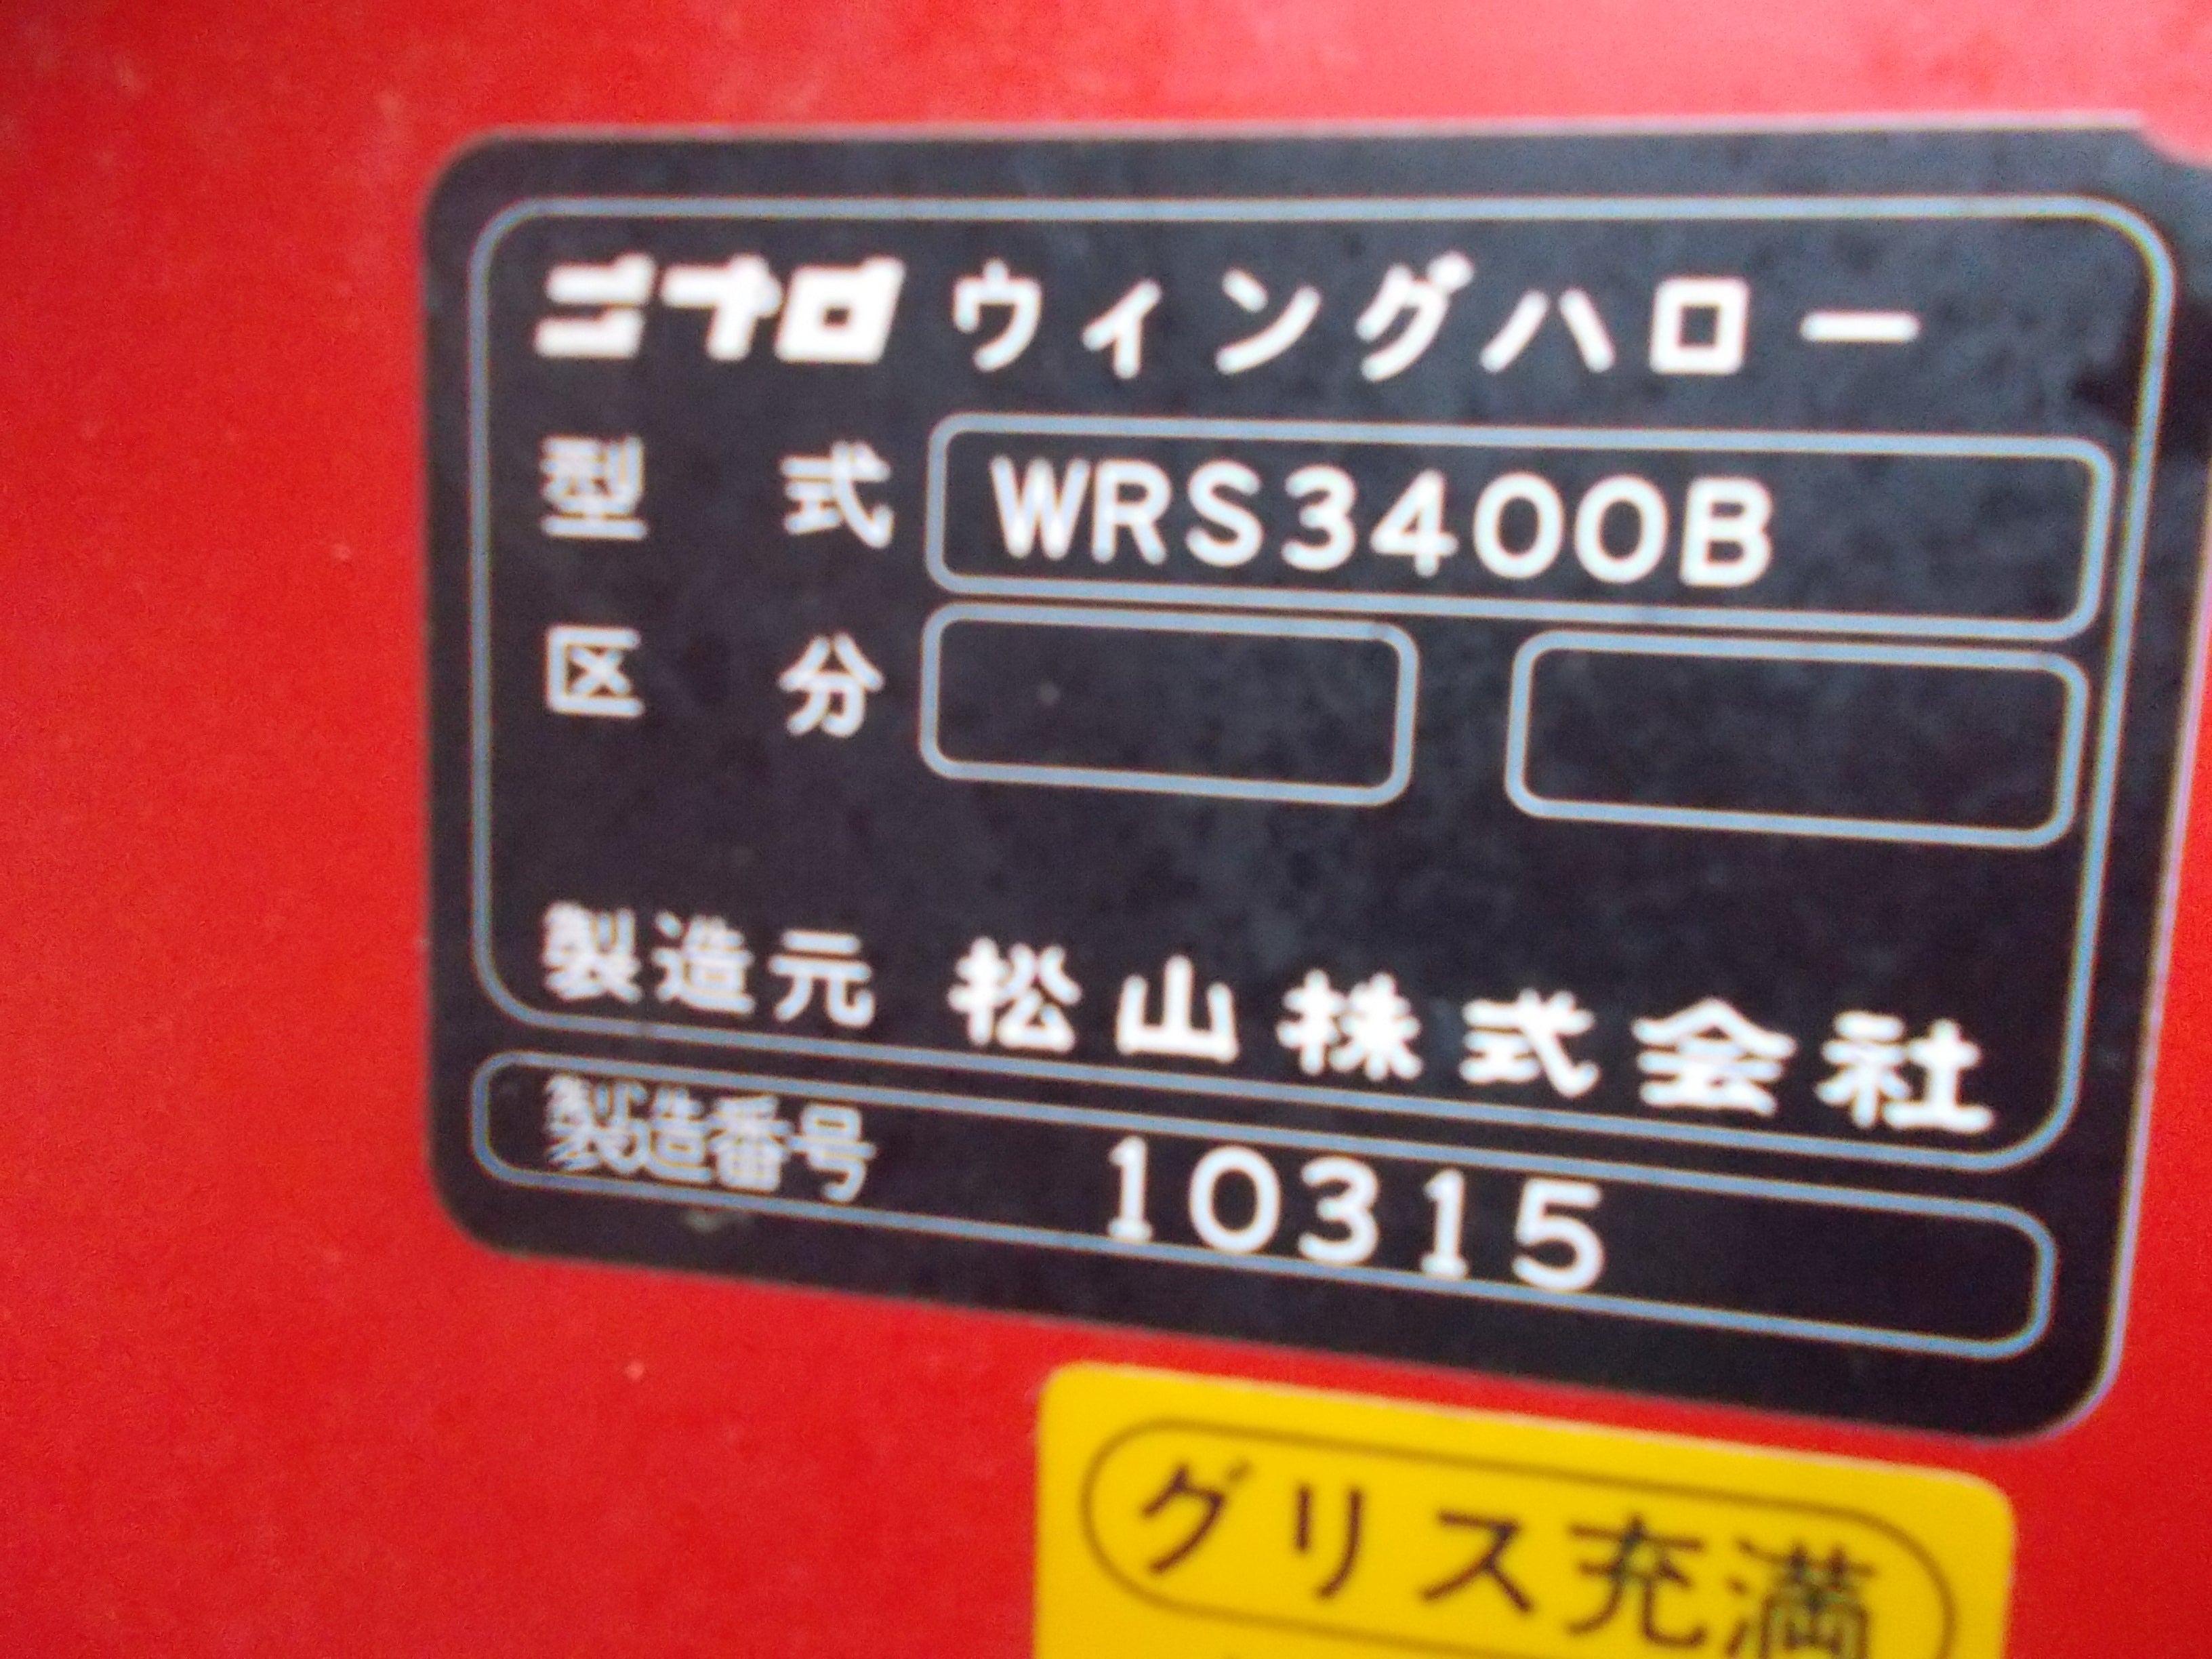 ニプロ ウィングハロー
型式 WRS3400B
区分
製造元 松山株式会社
製造番号 10315
グリス充満